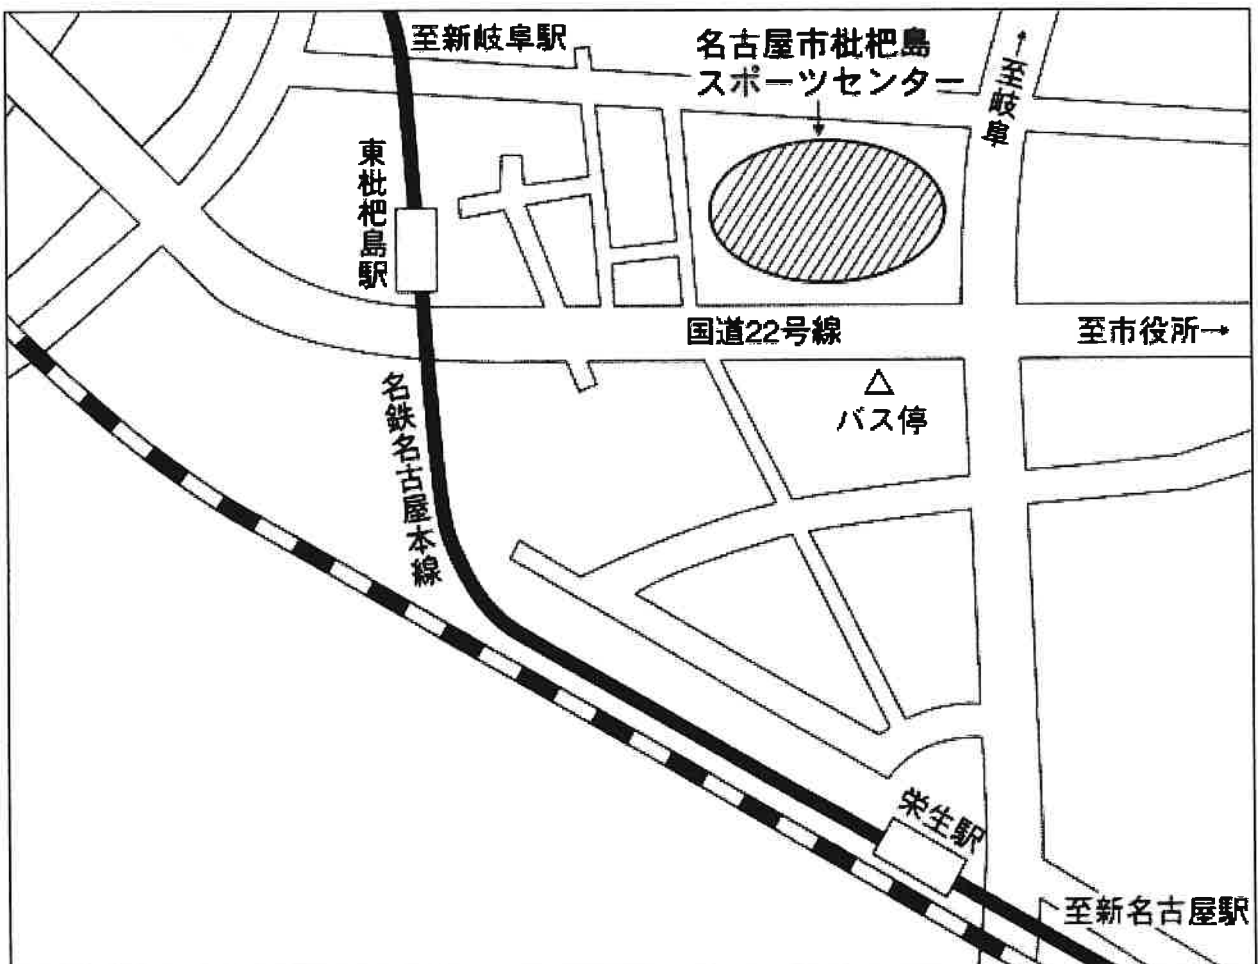 至新岐阜駅
名古屋市枇杷島
スポーツセンター
↑至岐阜
東枇杷島駅
国道22号線
至市役所→
△
バス停
名鉄名古屋本線
栄生駅
至新名古屋駅